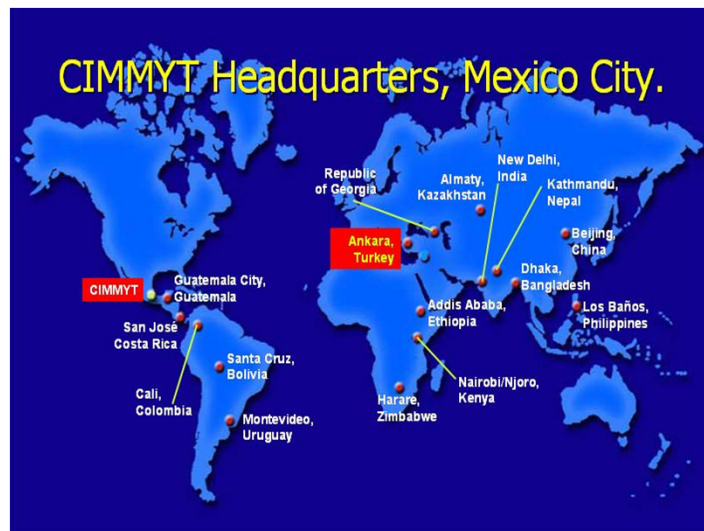 CIMMYT Headquarters, Mexico City.
New Delhi,
India
Republic
of Georgia
Almaty,
Kazakhstan
Kathmandu,
Nepal
Ankara,
Turkey
Beijing,
China
CIMMYT
Guatemala City,
Guatemala
Dhaka,
Bangladesh
San José
Costa Rica
Addis Ababa,
Ethiopia
Los Baños,
Philippines
Santa Cruz,
Bolivia
Cali,
Colombia
Nairobi/Njoro,
Kenya
Harare,
Zimbabwe
Montevideo,
Uruguay